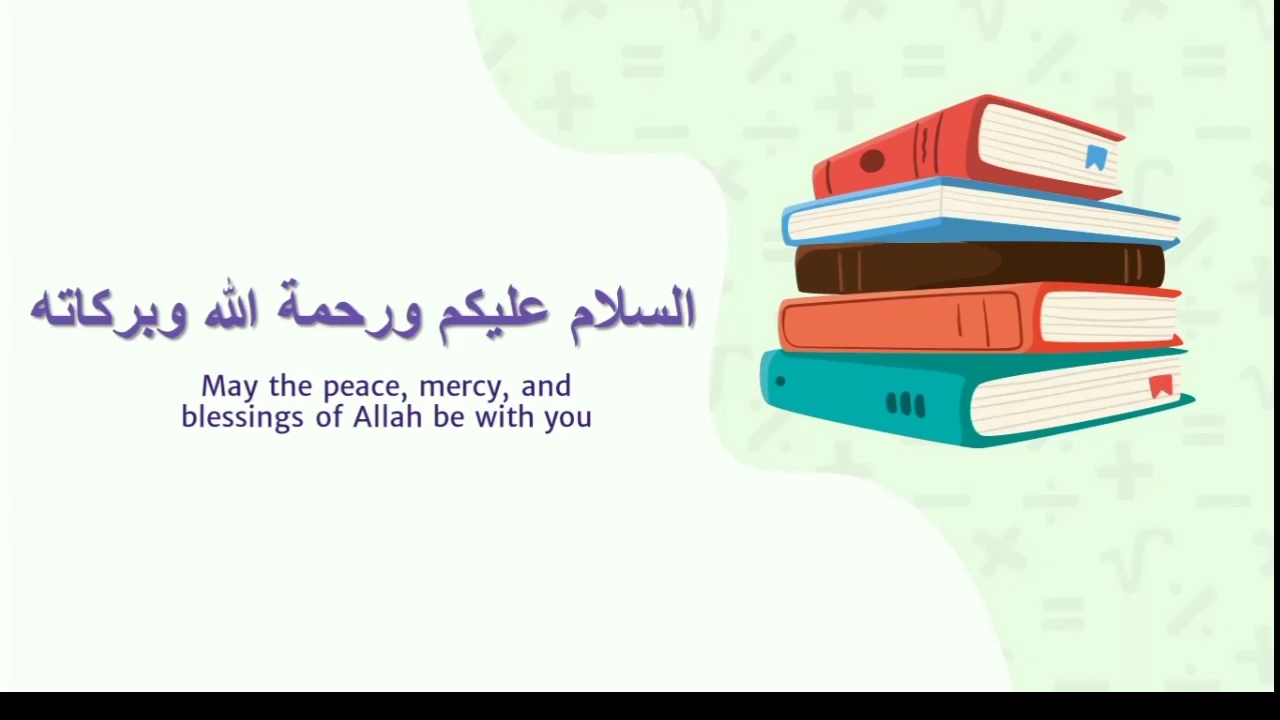 السلام عليكم ورحمة الله وبركاته
May the peace, mercy, and
blessings of Allah be with you